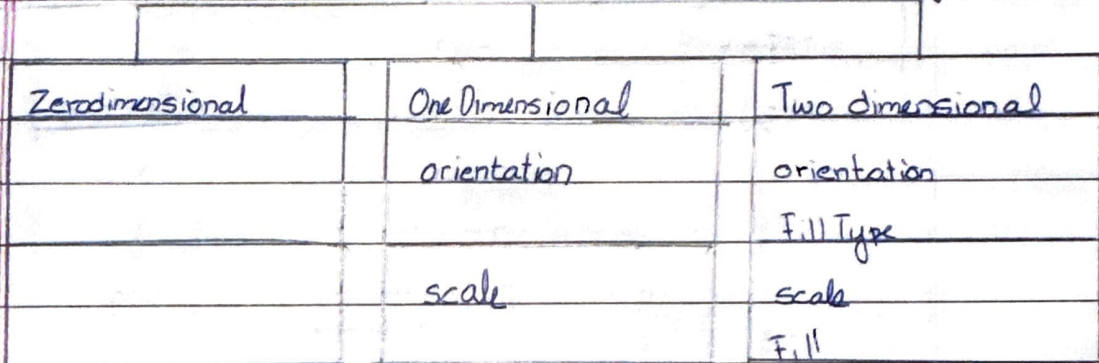 Zerodimensional One Dimensional Two dimensional
orientation orientation
Fill Type
scale scale
Fill